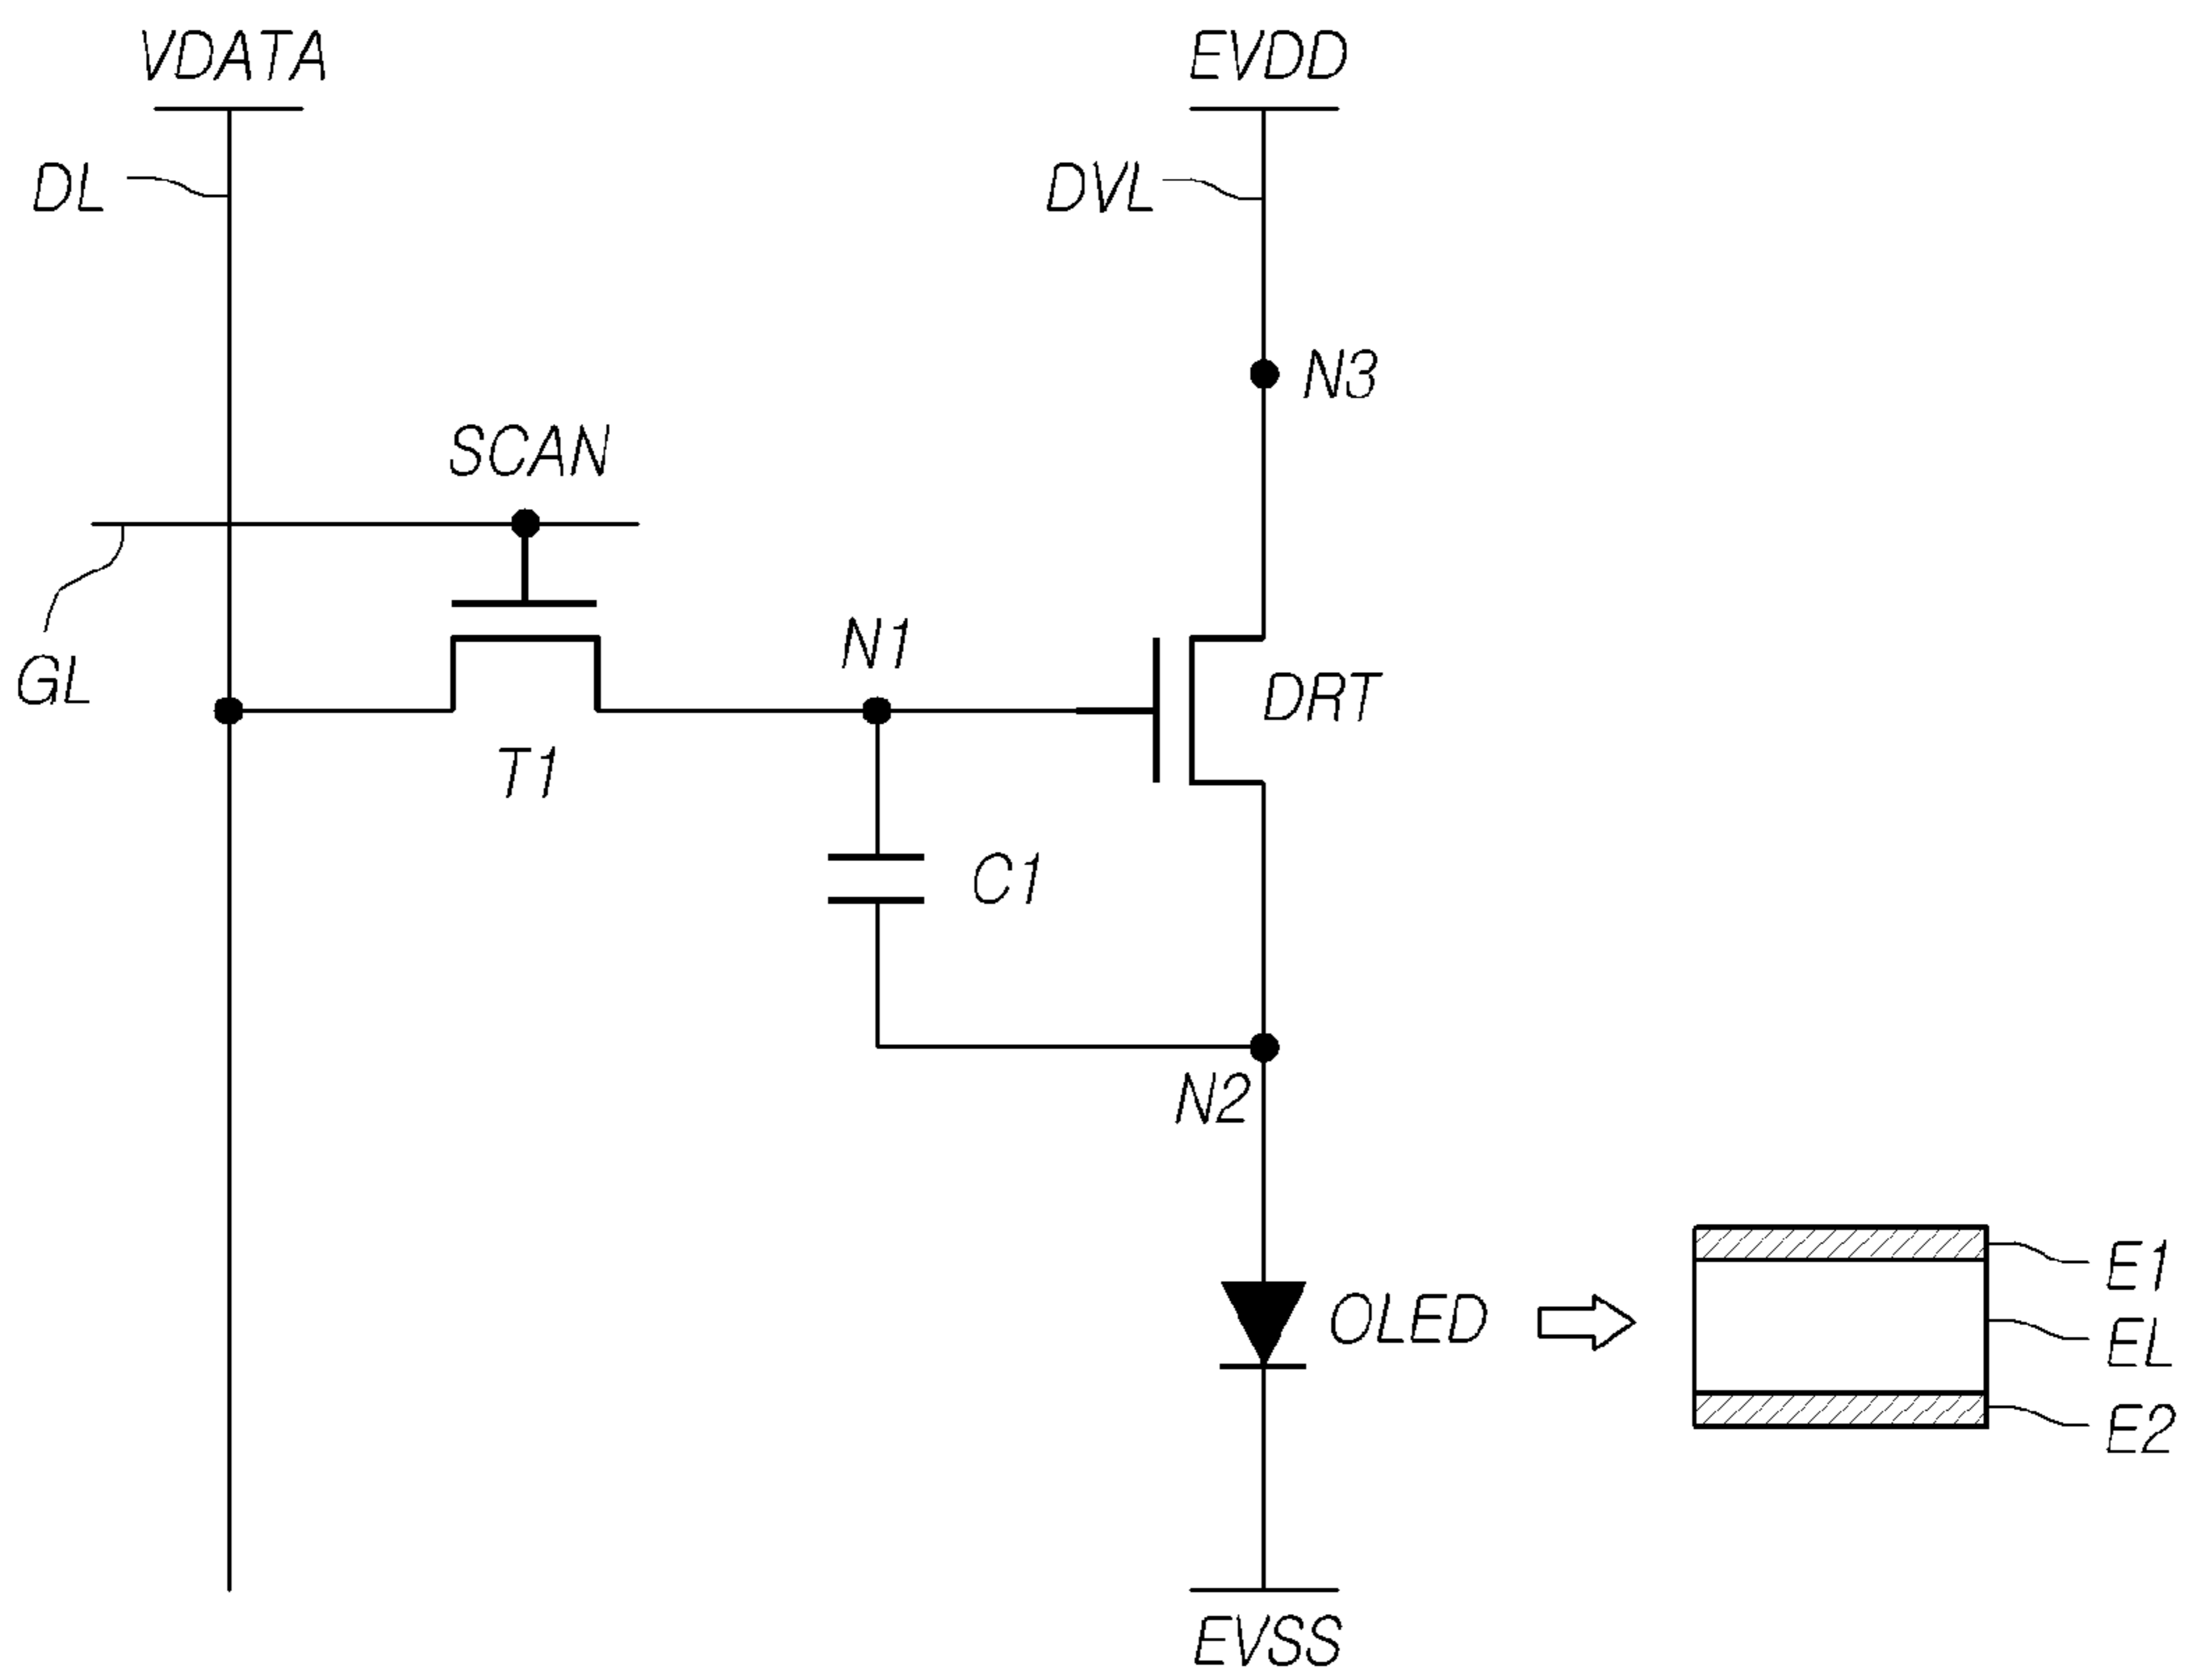 VDATA
EVDD
DL
DVL
N3
SCAN
N1
GL
DRT
T1
C1
N2
E1
OLED
EL
E2
EVSS